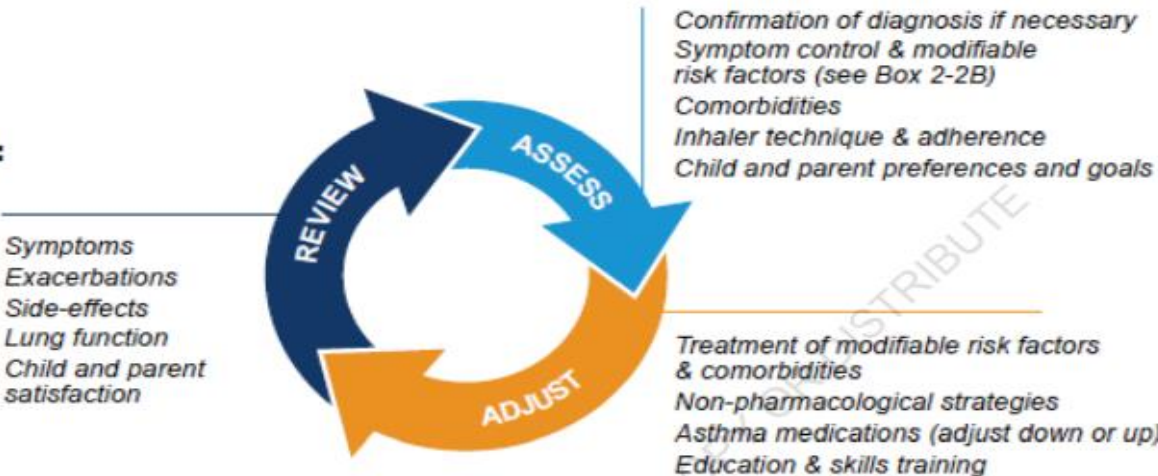 Confirmation of diagnosis if necessary
Symptom control & modifiable
risk factors (see Box 2-2B)
Comorbidities
Inhaler technique & adherence
Child and parent preferences and goals
ASSESS
REVIEW
Symptoms
Exacerbations
Side-effects
Lung function
Child and parent
satisfaction
Treatment of modifiable risk factors
& comorbidities
Non-pharmacological strategies
Asthma medications (adjust down or up)
Education & skills training
ADJUST
OR DISTRIBUTE